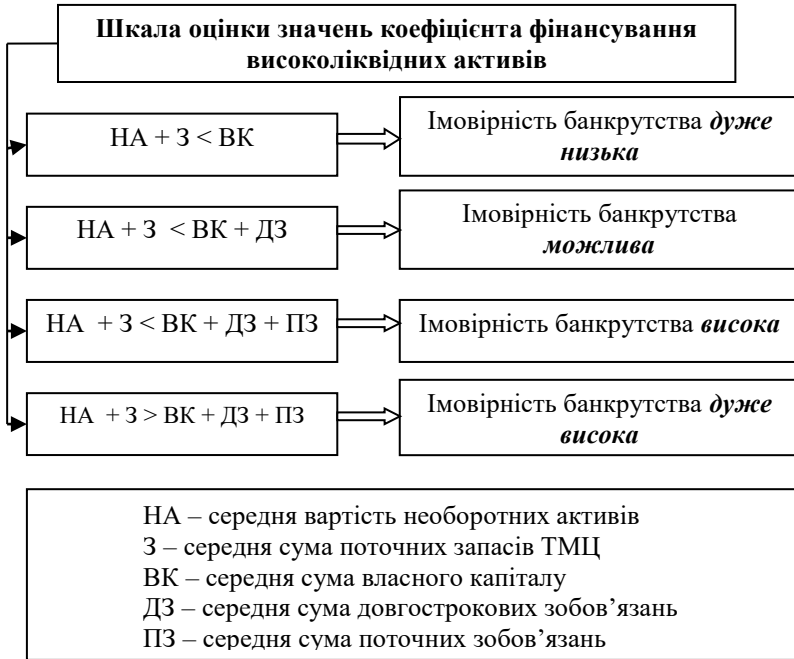 Шкала оцінки значень коефіцієнта фінансування
високоліквідних активів
НА + З < ВК
Імовірність банкрутства дуже
низька
НА + З < ВК + ДЗ
Імовірність банкрутства
можлива
НА + З < ВК + ДЗ + ПЗ
Імовірність банкрутства висока
НА + З > ВК + ДЗ + ПЗ
Імовірність банкрутства дуже
висока
НА – середня вартість необоротних активів
З – середня сума поточних запасів ТМЦ
ВК – середня сума власного капіталу
ДЗ – середня сума довгострокових зобов’язань
ПЗ – середня сума поточних зобов’язань